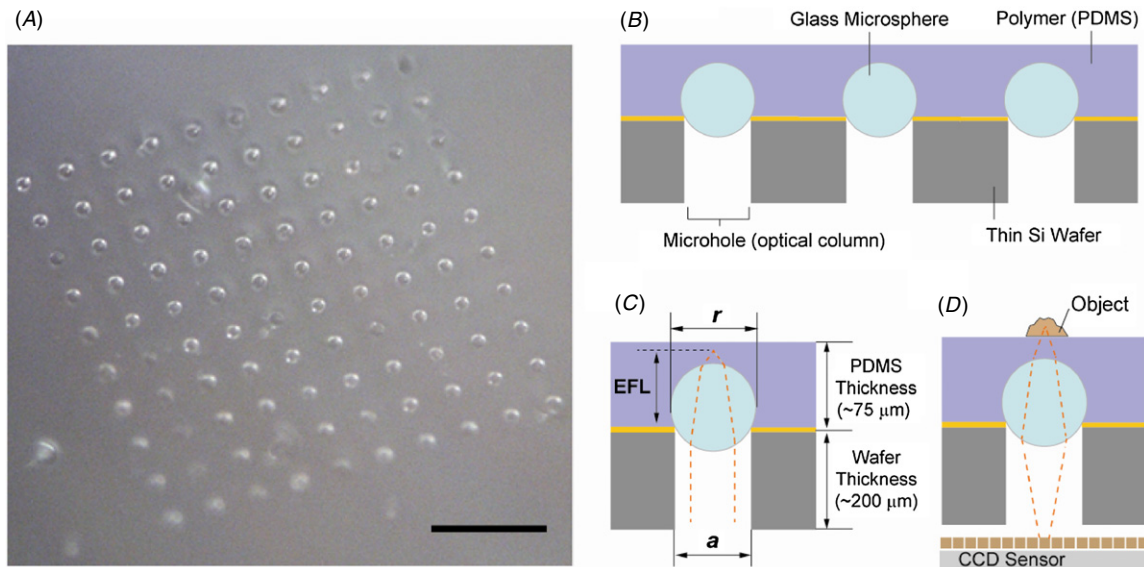 (A)
(B)
Glass Microsphere
Polymer (PDMS)
Microhole (optical column)
Thin Si Wafer
(C)
r
EFL
PDMS
Thickness
(~75 μm)
Wafer
Thickness
(~200 μm)
a
(D)
Object
CCD Sensor